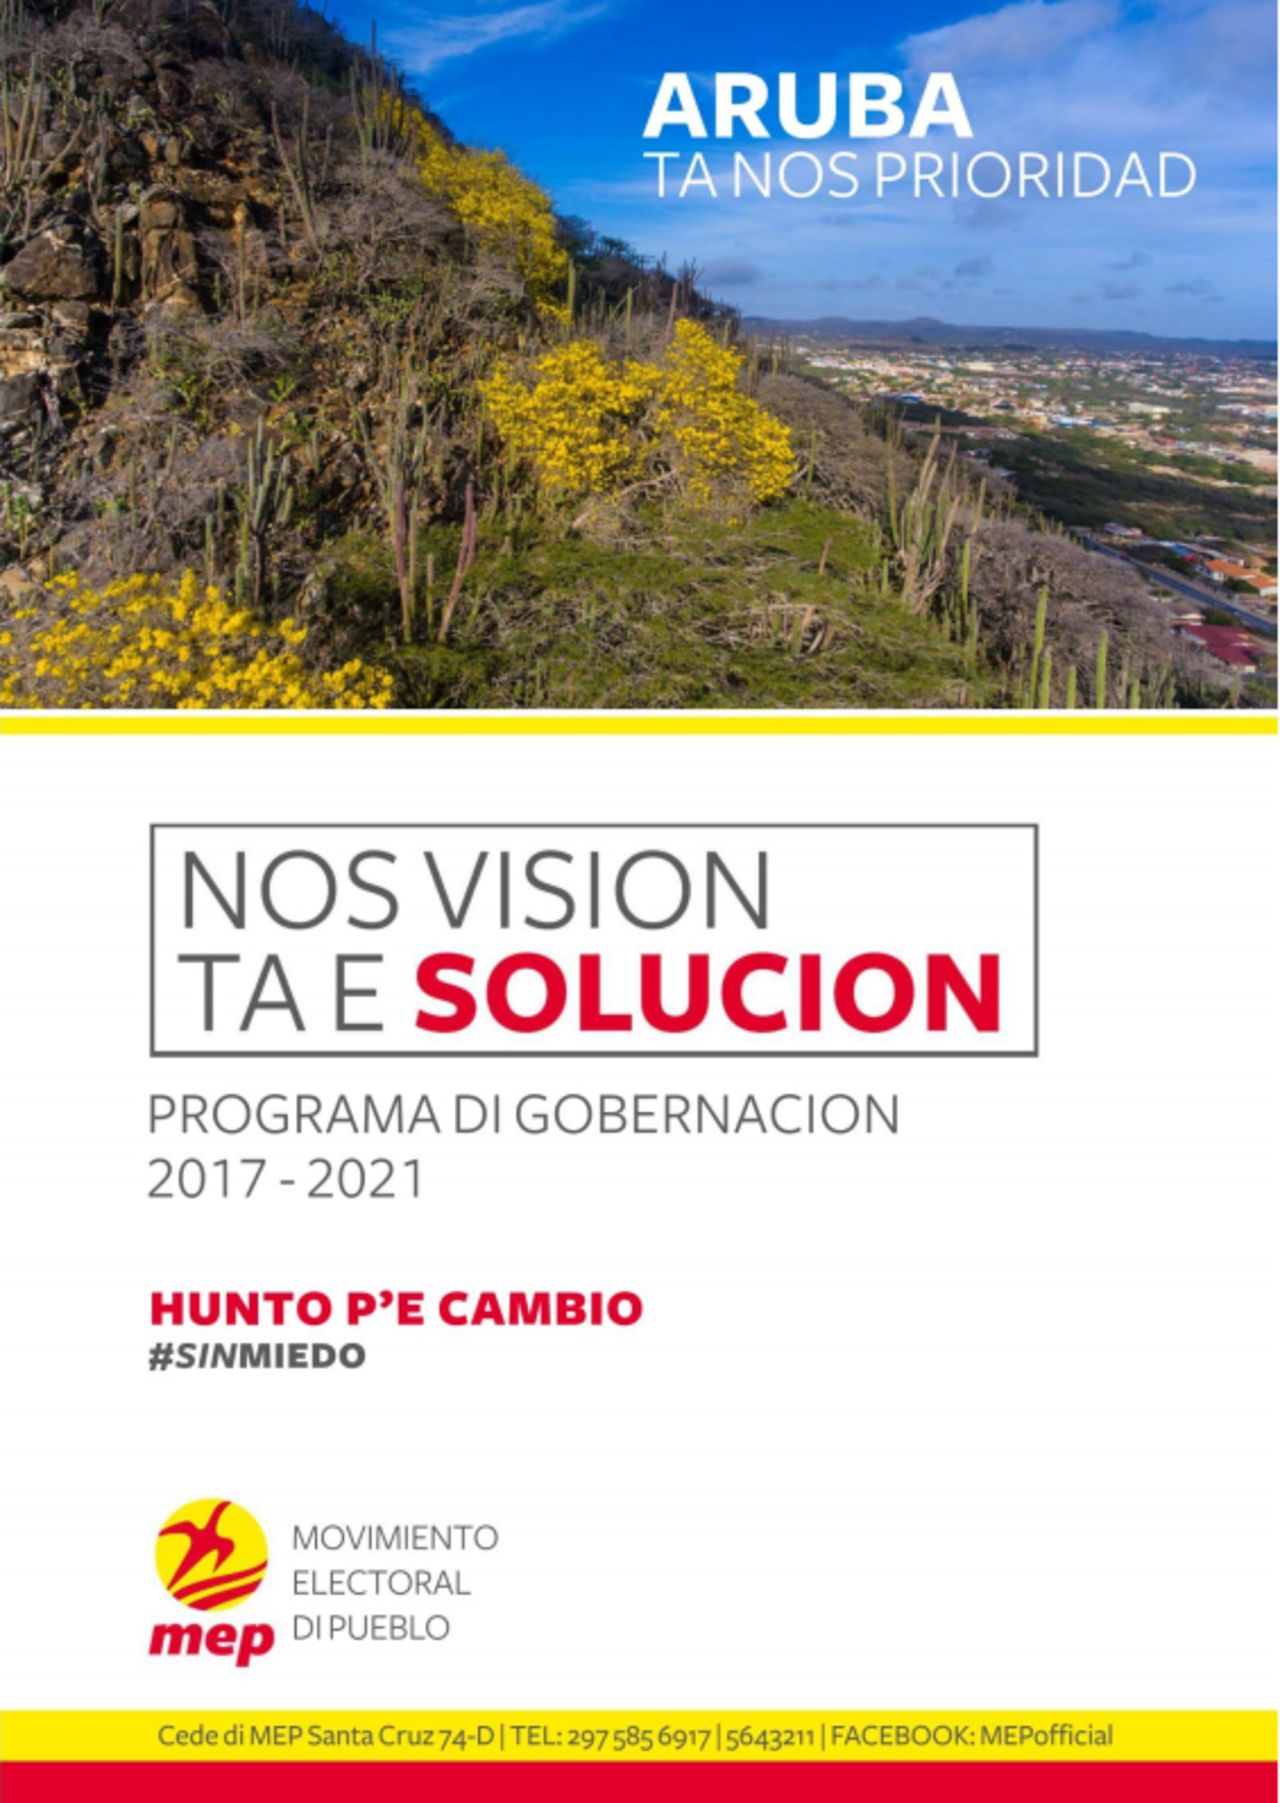 ARUBA
TA NOS PRIORIDAD
NOS VISION
TA E SOLUCION
PROGRAMA DI GOBERNACION
2017 - 2021
HUNTO P'E CAMBIO
#SINMIEDO
MOVIMIENTO
ELECTORAL
DI PUEBLO
mep
Cede di MEP Santa Cruz 74-D | TEL: 297 585 6917 | 5643211 | FACEBOOK: MEPofficial